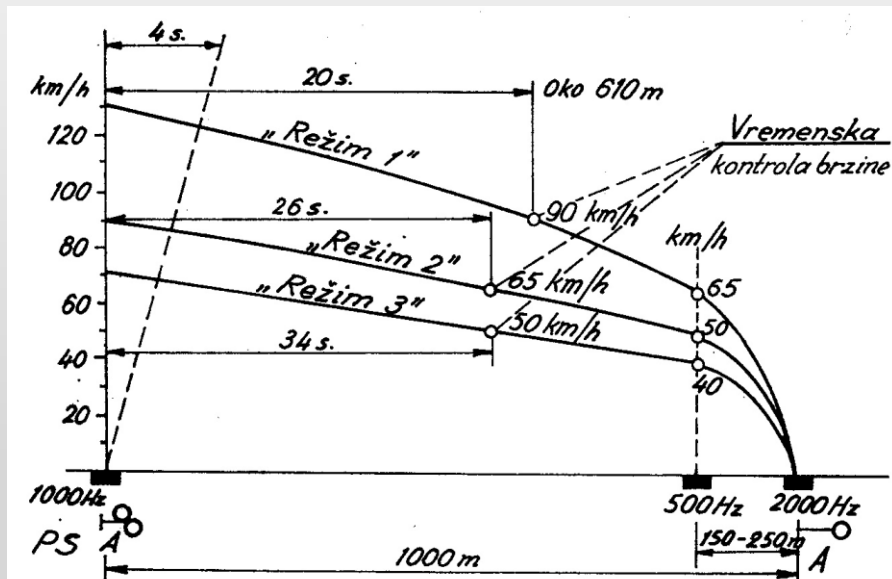 4 s.
km/h
20 s.
Oko 610 m
120
„Režim 1”
Vremenska
kontrola brzine
100
26 s.
90 km/h
km/h
80
„Režim 2”
65 km/h
65
60
„Režim 3”
50 km/h
50
40
34 s.
40
20
1000Hz
500Hz
2000 Hz
PS A
150-250m
A
1000 m